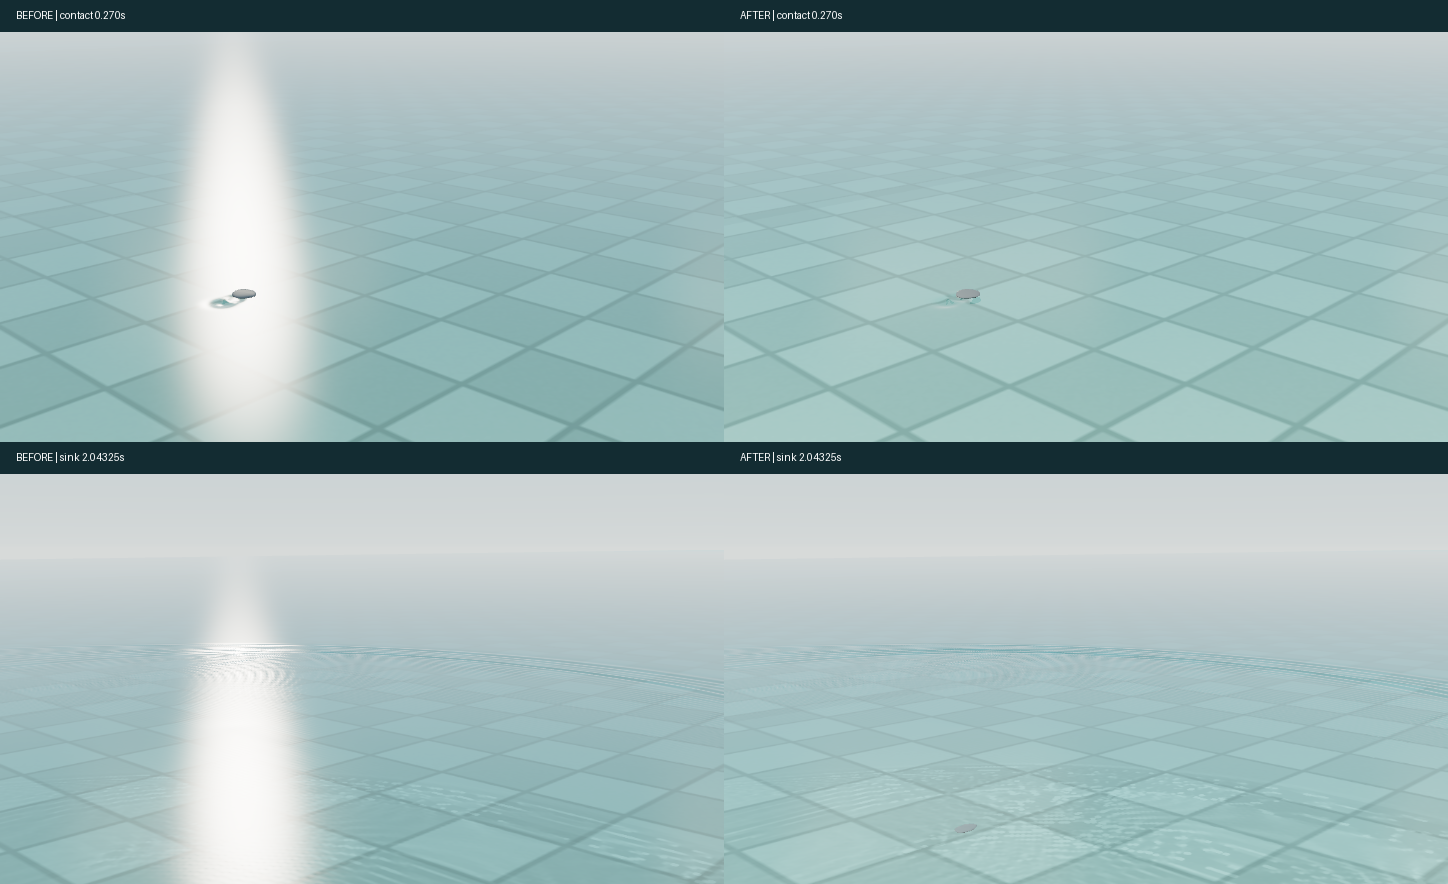 BEFORE | contact 0.270s
AFTER | contact 0.270s
BEFORE | sink 2.04325s
AFTER | sink 2.04325s